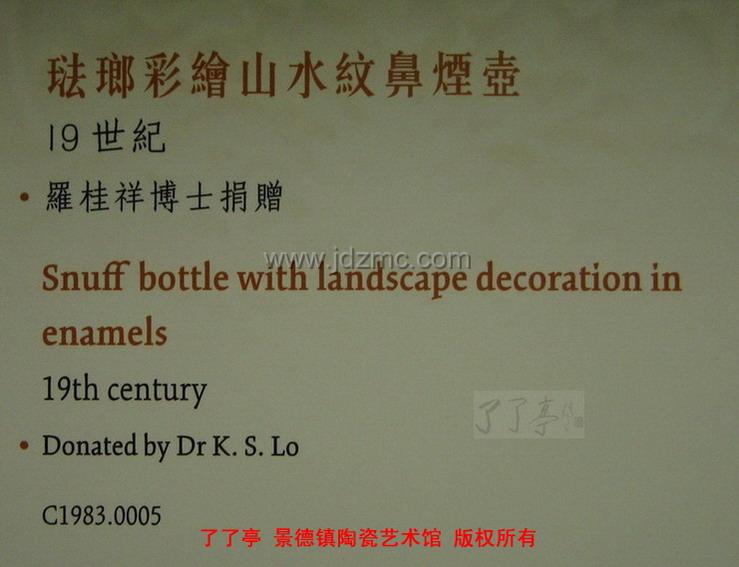 琺瑯彩繪山水紋鼻煙壺
19世紀
• 羅桂祥博士捐贈
www.jdzmc.com
Snuff bottle with landscape decoration in
enamels
19th century
了了亭
• Donated by Dr K. S. Lo
C1983.0005
了了亭 景德镇陶瓷艺术馆 版权所有